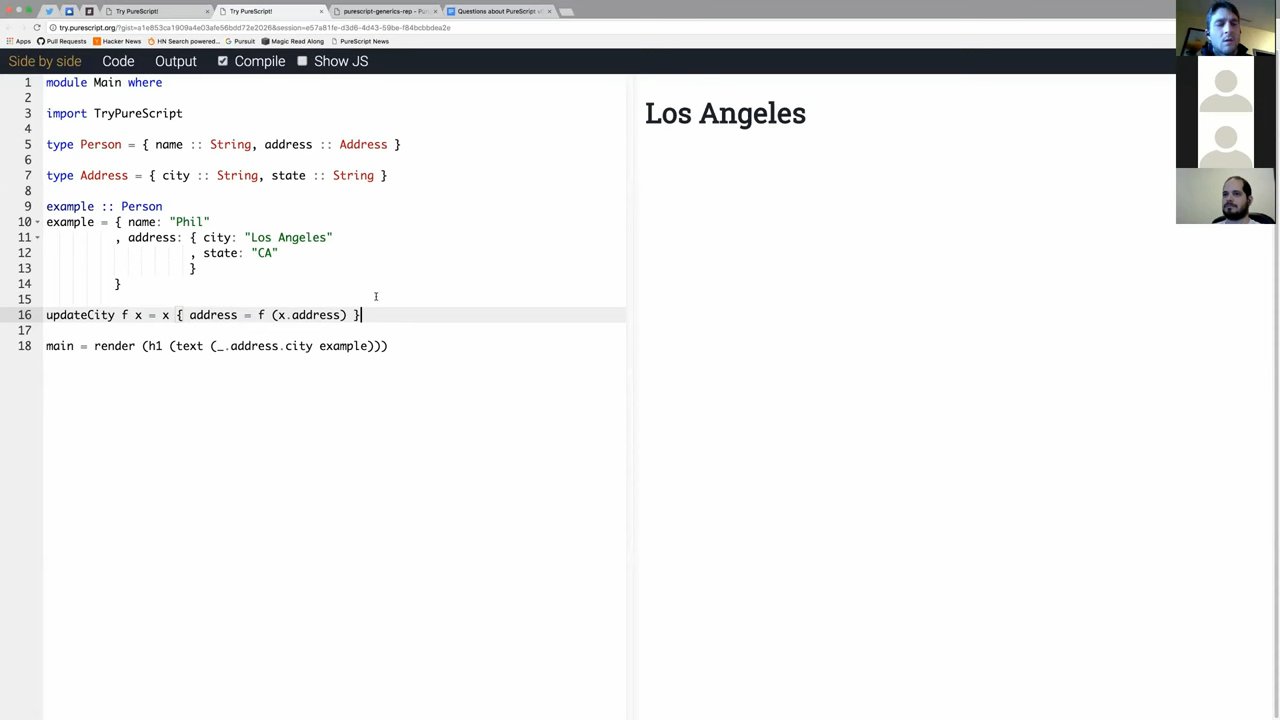 Try PureScript!
Try PureScript!
purescript-generics-rep - Pur
Questions about PureScript wi
try.purescript.org/?gist=a1e853ca1909a4e03afe56bdd72e2026&session=e57a81fe-d3d6-4d43-59be-f84bcbbdea2e
Apps Pull Requests Hacker News HN Search powered... Pursuit Magic Read Along PureScript News
Side by side Code Output Compile Show JS
1 module Main where
2
3 import TryPureScript
4
5 type Person = { name :: String, address :: Address }
6
7 type Address = { city :: String, state :: String }
8
9 example :: Person
10 example = { name: "Phil"
11 , address: { city: "Los Angeles"
12 , state: "CA"
13 }
14 }
15
16 updateCity f x = x { address = f (x.address) }
17
18 main = render (h1 (text (_.address.city example)))
Los Angeles